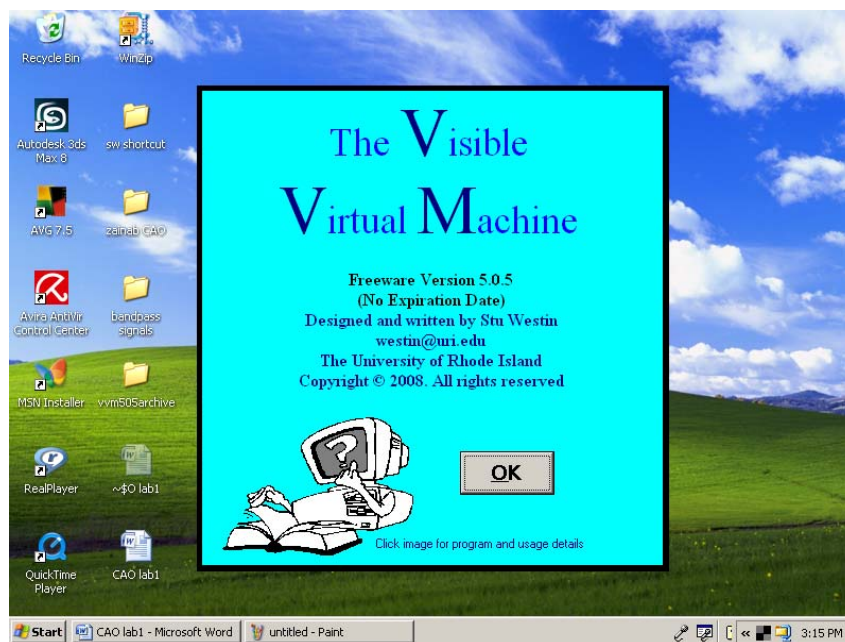 Recycle Bin
WinZip
Autodesk 3ds
Max 8
sw shortcut
AVG 7.5
zainab CAO
Avira AntiVir
Control Center
bandpass
signals
MSN Installer
vvm505archive
RealPlayer
~$O lab1
QuickTime
Player
CAO lab1
The Visible
Virtual Machine
Freeware Version 5.0.5
(No Expiration Date)
Designed and written by Stu Westin
westin@uri.edu
The University of Rhode Island
Copyright © 2008. All rights reserved
?
OK
Click image for program and usage details
Start
CAO lab1 - Microsoft Word
untitled - Paint
«
3:15 PM